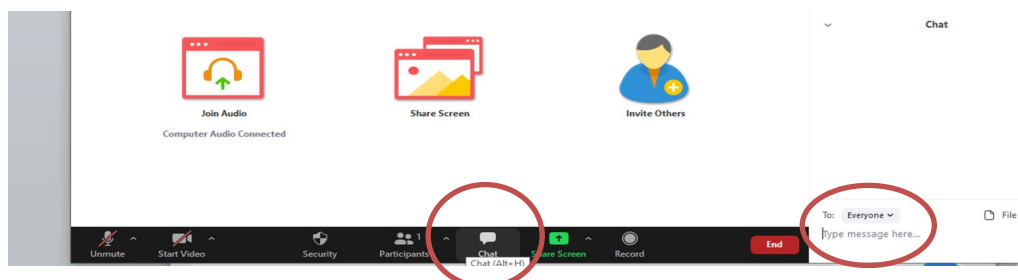 Chat
Join Audio
Share Screen
Invite Others
Computer Audio Connected
To: Everyone
File
Type message here...
1
Unmute
Start Video
Security
Participants
Chat
Share Screen
Record
End
Chat (Alt+H)